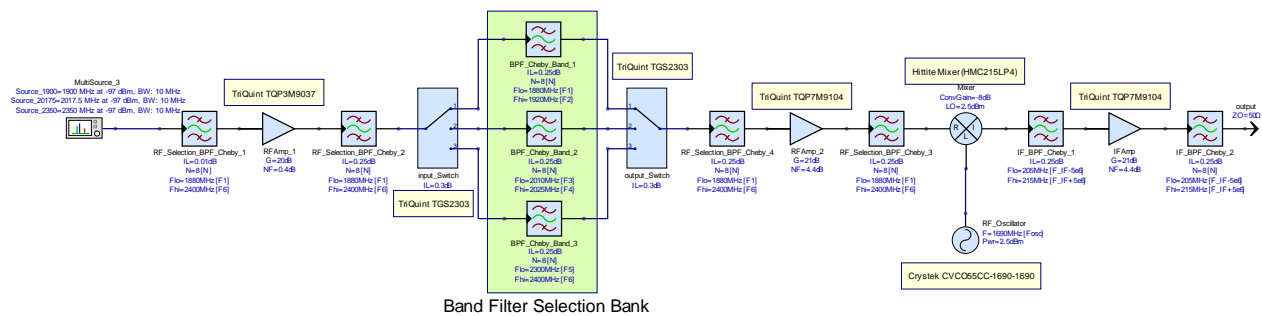 MultiSource_3
Source_1900=1900 MHz at -97 dBm, BW: 10 MHz
Source_20175=2017.5 MHz at -97 dBm, BW: 10 MHz
Source_2350=2350 MHz at -97 dBm, BW: 10 MHz
RF_Selection_BPF_Cheby_1
IL=0.01dB
N=8 [N]
Flo=1880MHz [F1]
Fhi=2400MHz [F6]
TriQuint TQP3M9037
RFAmp_1
G=20dB
NF=0.4dB
RF_Selection_BPF_Cheby_2
IL=0.25dB
N=8 [N]
Flo=1880MHz [F1]
Fhi=2400MHz [F6]
1
2
3
input_Switch
IL=0.3dB
TriQuint TGS2303
BPF_Cheby_Band_1
IL=0.25dB
N=8 [N]
Flo=1880MHz [F1]
Fhi=1920MHz [F2]
BPF_Cheby_Band_2
IL=0.25dB
N=8 [N]
Flo=2010MHz [F3]
Fhi=2025MHz [F4]
BPF_Cheby_Band_3
IL=0.25dB
N=8 [N]
Flo=2300MHz [F5]
Fhi=2400MHz [F6]
Band Filter Selection Bank
TriQuint TGS2303
1
2
3
output_Switch
IL=0.3dB
RF_Selection_BPF_Cheby_4
IL=0.25dB
N=8 [N]
Flo=1880MHz [F1]
Fhi=2400MHz [F6]
TriQuint TQP7M9104
RFAmp_2
G=21dB
NF=4.4dB
RF_Selection_BPF_Cheby_3
IL=0.25dB
N=8 [N]
Flo=1880MHz [F1]
Fhi=2400MHz [F6]
Hittite Mixer(HMC215LP4)
Mixer
ConvGain=-8dB
LO=2.5dBm
R
I
L
RF_Oscillator
F=1690MHz [Fosc]
Pwr=2.5dBm
Crystek CVCO55CC-1690-1690
IF_BPF_Cheby_1
IL=0.25dB
N=8 [N]
Flo=205MHz [F_IF-5e6]
Fhi=215MHz [F_IF+5e6]
TriQuint TQP7M9104
IFAmp
G=21dB
NF=4.4dB
IF_BPF_Cheby_2
IL=0.25dB
N=8 [N]
Flo=205MHz [F_IF-5e6]
Fhi=215MHz [F_IF+5e6]
output
ZO=50Ω